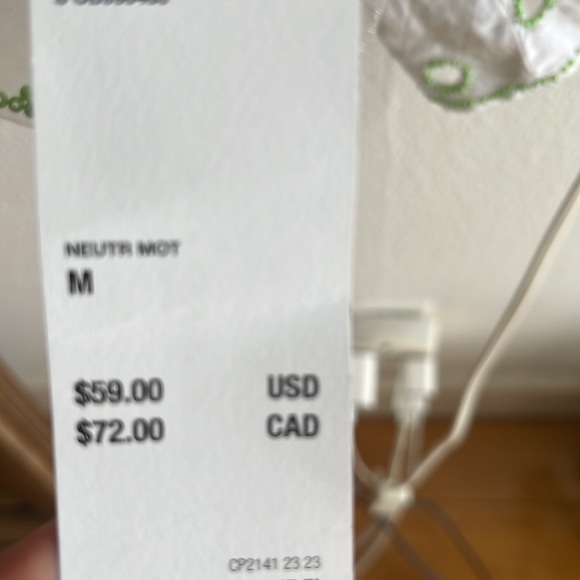 NEUTR MOT
M
$59.00 USD
$72.00 CAD
CP2141 23 23